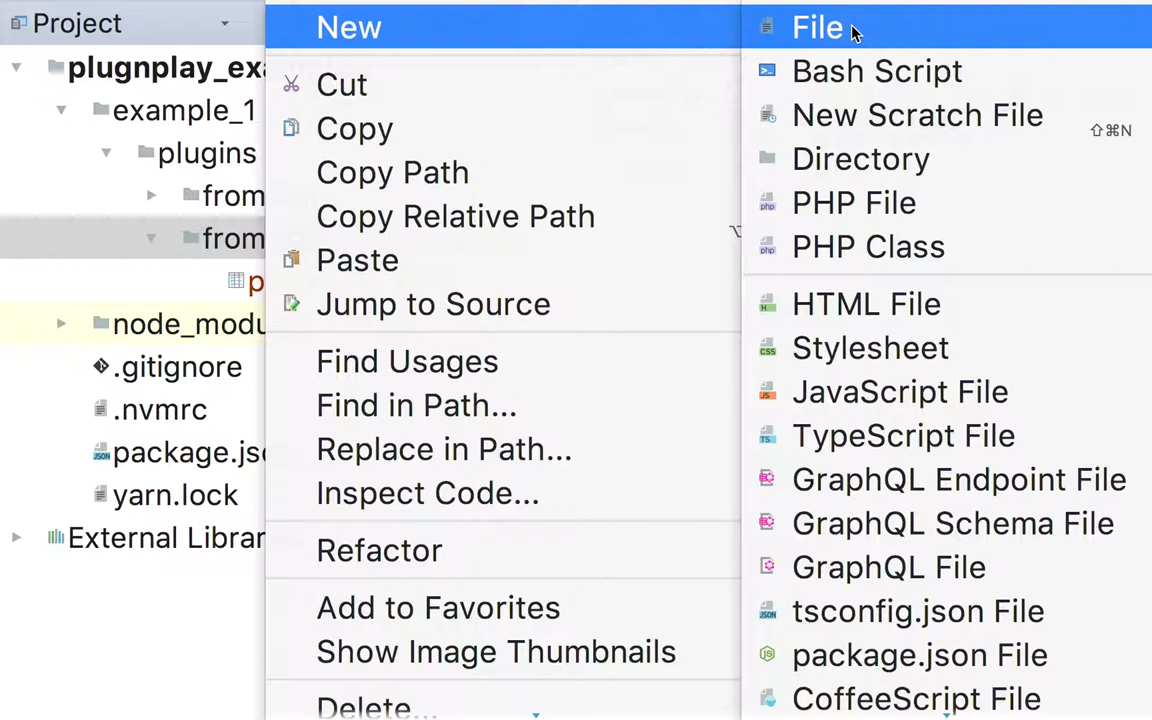 Project
plugnplay_exa
example_1
plugins
from
from
p
node_modu
.gitignore
.nvmrc
package.jso
yarn.lock
External Librar
New
Cut
Copy
Copy Path
Copy Relative Path
Paste
Jump to Source
Find Usages
Find in Path...
Replace in Path...
Inspect Code...
Refactor
Add to Favorites
Show Image Thumbnails
Delete...
File
Bash Script
New Scratch File ⇧⌘N
Directory
PHP File
PHP Class
HTML File
Stylesheet
JavaScript File
TypeScript File
GraphQL Endpoint File
GraphQL Schema File
GraphQL File
tsconfig.json File
package.json File
CoffeeScript File